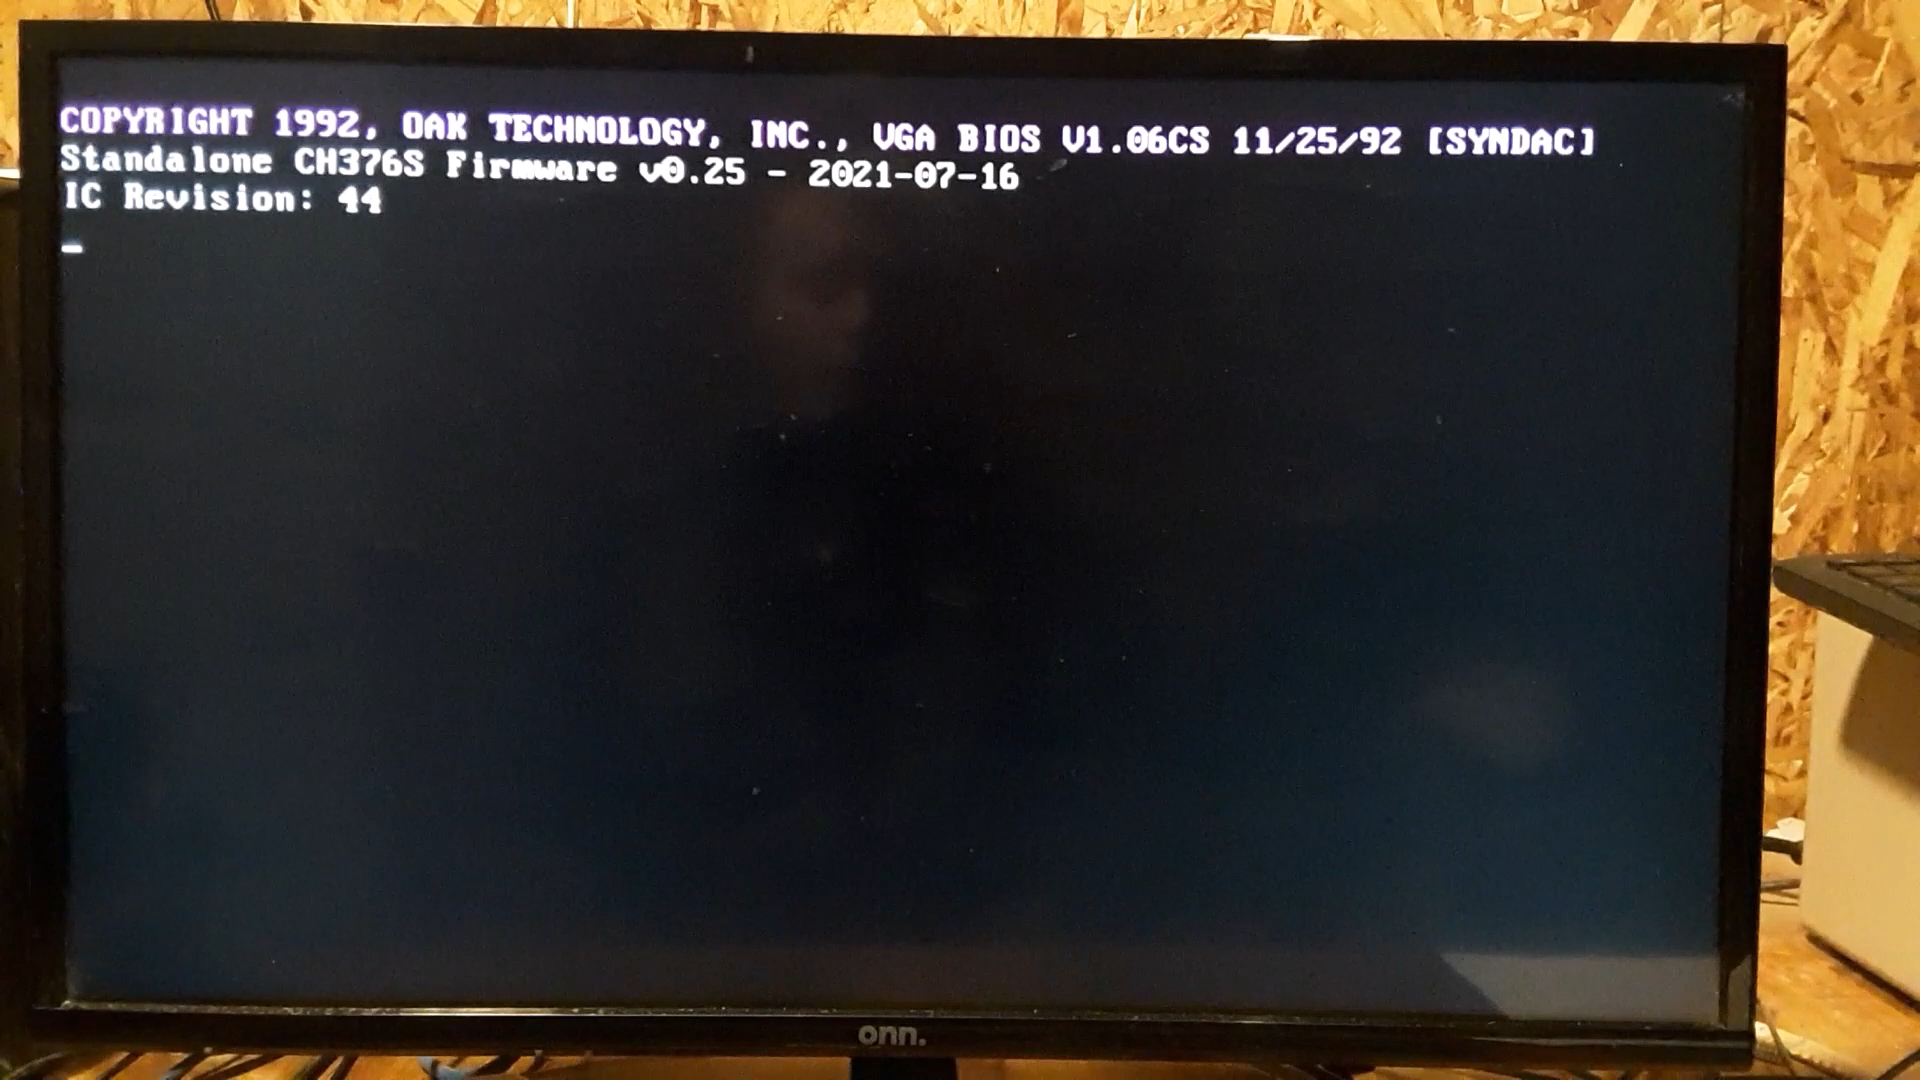 COPYRIGHT 1992, OAK TECHNOLOGY, INC., VGA BIOS V1.06CS 11/25/92 [SYNDAC]
Standalone CH376S Firmware v0.25 - 2021-07-16
IC Revision: 44
onn.